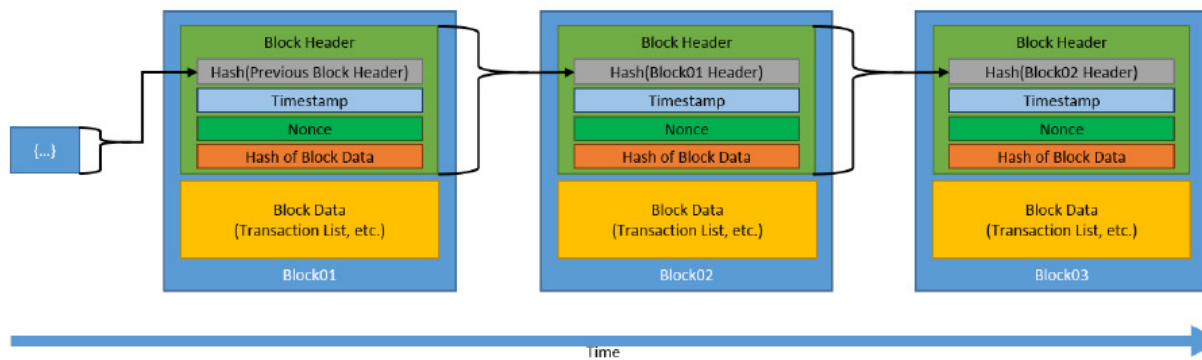 {...}
Block Header
Hash(Previous Block Header)
Timestamp
Nonce
Hash of Block Data
Block Data
(Transaction List, etc.)
Block01
Block Header
Hash(Block01 Header)
Timestamp
Nonce
Hash of Block Data
Block Data
(Transaction List, etc.)
Block02
Block Header
Hash(Block02 Header)
Timestamp
Nonce
Hash of Block Data
Block Data
(Transaction List, etc.)
Block03
Time